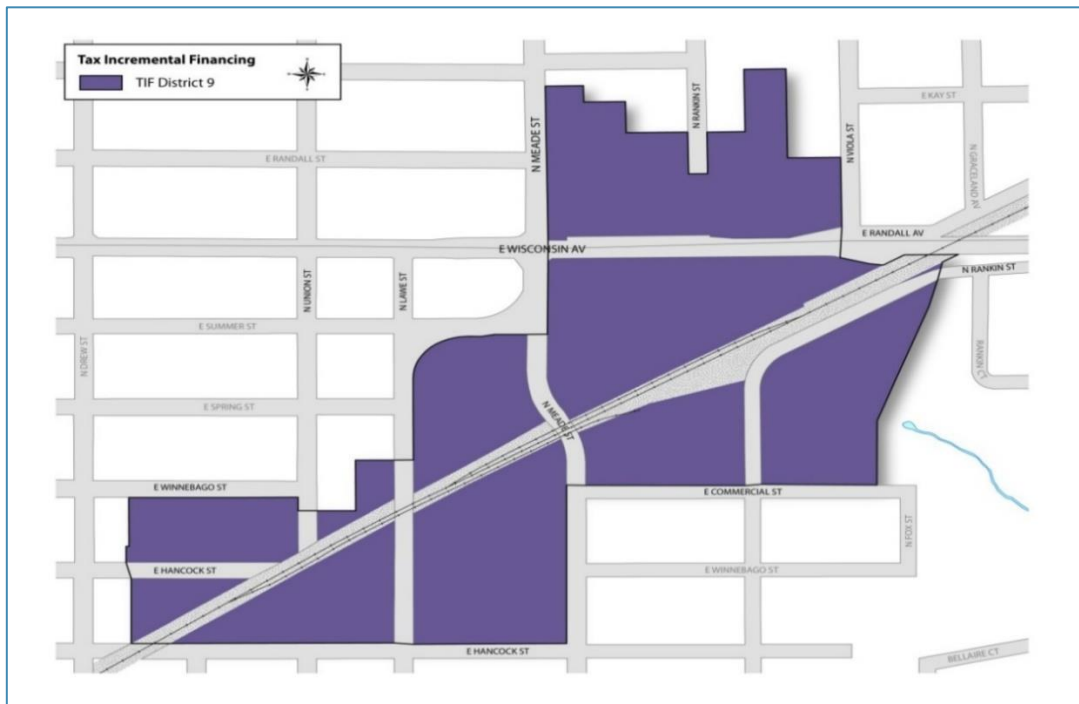 Tax Incremental Financing
TIF District 9
N MEADE ST
N RANKIN ST
N VIOLA ST
E KAY ST
N GRACELAND AV
E RANDALL ST
E RANDALL AV
E WISCONSIN AV
N RANKIN ST
N UNION ST
N LAWE ST
E SUMMER ST
N DREW ST
RANKIN CT
E SPRING ST
N MEADE ST
E WINNEBAGO ST
E COMMERCIAL ST
N FOX ST
E HANCOCK ST
E WINNEBAGO ST
E HANCOCK ST
BELLAIRE CT